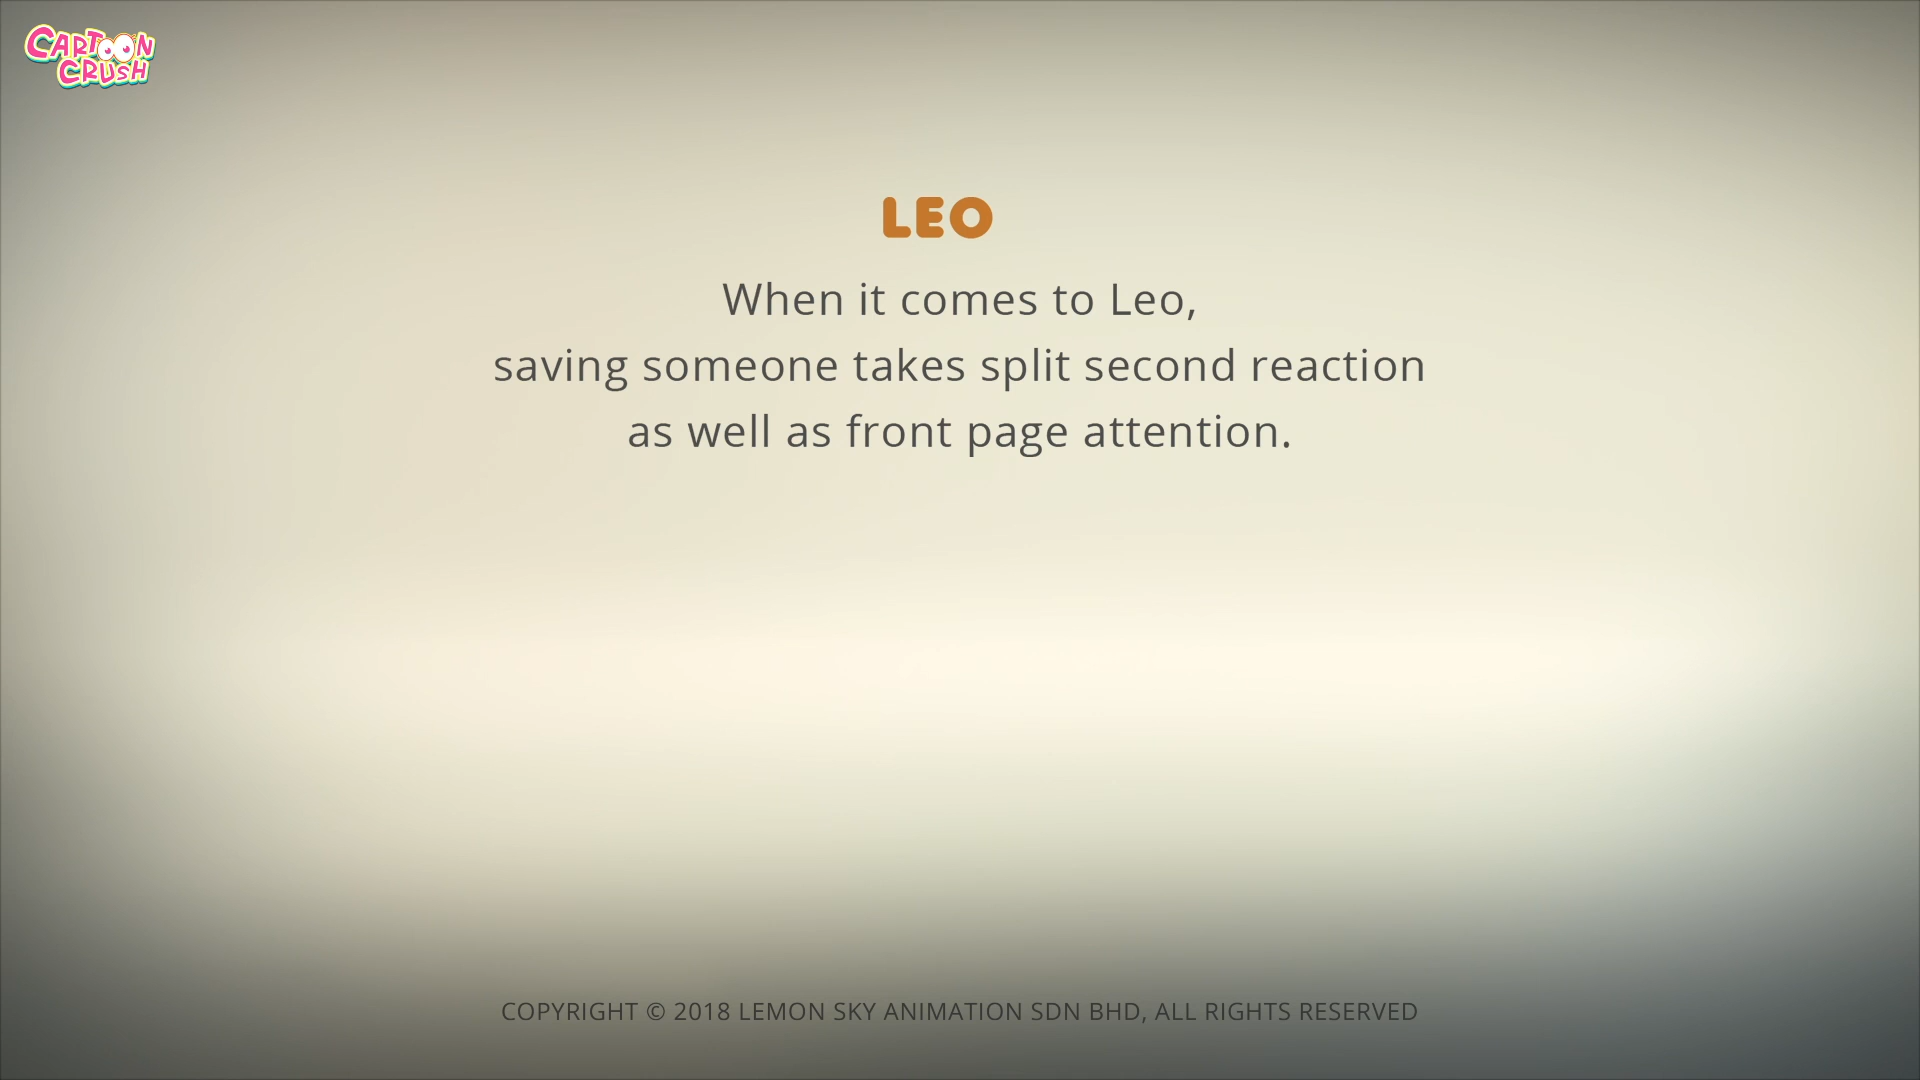 CARTOON
CRUSH
LEO
When it comes to Leo,
saving someone takes split second reaction
as well as front page attention.
COPYRIGHT © 2018 LEMON SKY ANIMATION SDN BHD, ALL RIGHTS RESERVED